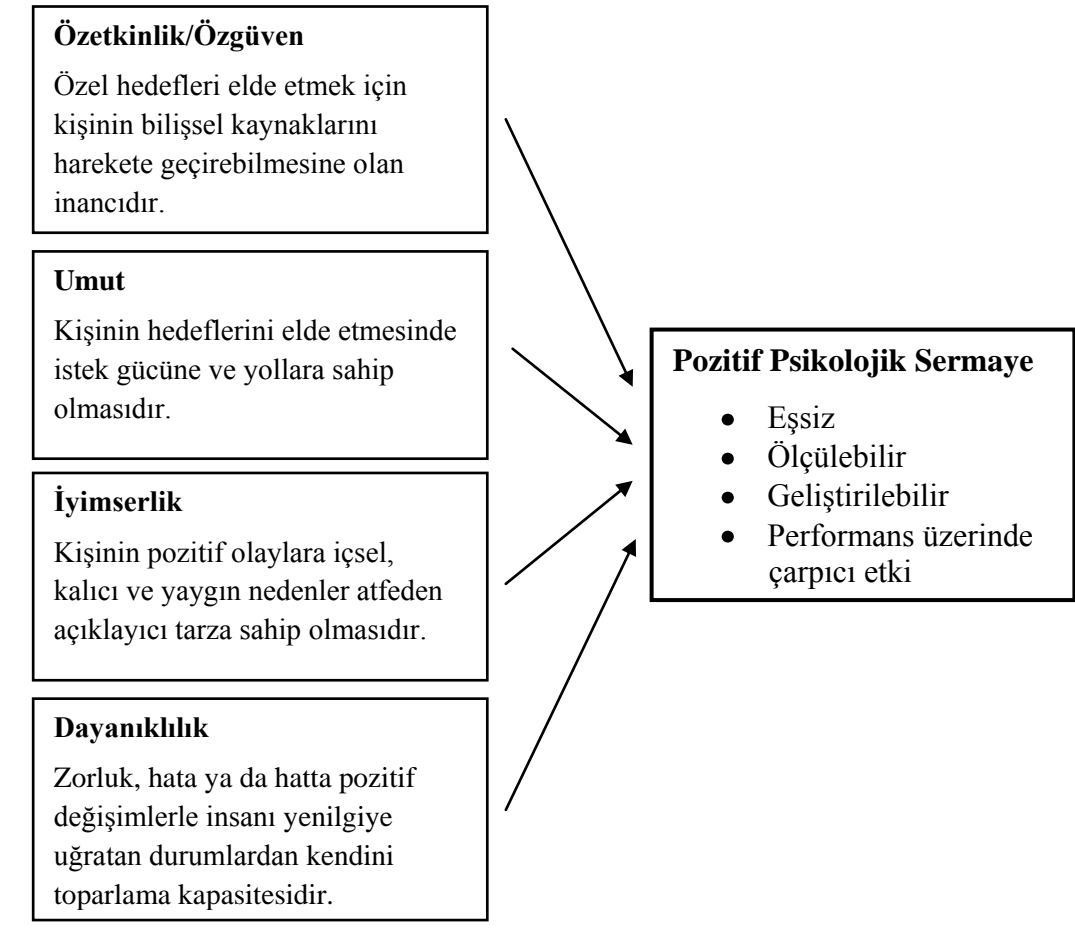 Özetkinlik/Özgüven
Özel hedefleri elde etmek için
kişinin bilişsel kaynaklarını
harekete geçirebilmesine olan
inancıdır.
Umut
Kişinin hedeflerini elde etmesinde
istek gücüne ve yollara sahip
olmasıdır.
İyimserlik
Kişinin pozitif olaylara içsel,
kalıcı ve yaygın nedenler atfeden
açıklayıcı tarza sahip olmasıdır.
Dayanıklılık
Zorluk, hata ya da hatta pozitif
değişimlerle insanı yenilgiye
uğratan durumlardan kendini
toparlama kapasitesidir.
Pozitif Psikolojik Sermaye
• Eşsiz
• Ölçülebilir
• Geliştirilebilir
• Performans üzerinde
çarpıcı etki